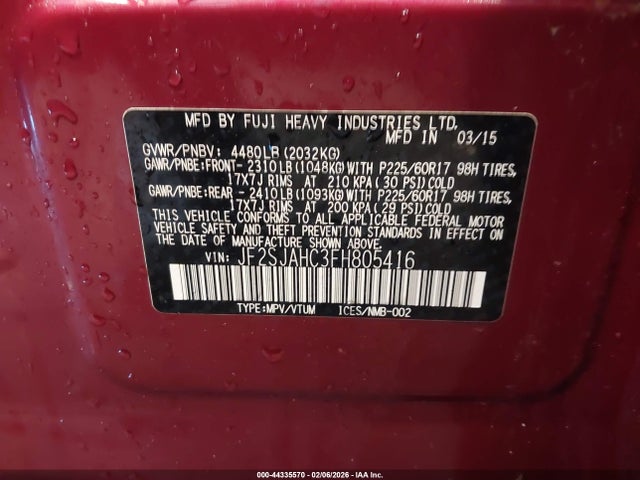 MFD BY FUJI HEAVY INDUSTRIES LTD.
MFD IN 03/15
GVWR/PNBV: 4480LB(2032KG)
GAWR/PNBE:FRONT- 2310LB(1048KG)WITH P225/60R17 98H TIRES,
17X7J RIMS AT 210 KPA(30 PSI)COLD
GAWR/PNBE:REAR - 2410LB(1093KG)WITH P225/60R17 98H TIRES,
17X7J RIMS AT 200 KPA(29 PSI)COLD
THIS VEHICLE CONFORMS TO ALL APPLICABLE FEDERAL MOTOR
VEHICLE SAFETY AND THEFT PREVENTION STANDARDS IN EFFECT
ON THE DATE OF MANUFACTURE SHOWN ABOVE.
VIN: JF2SJAHC3FH805416
TYPE:MPV/VTUM ICES/NMB-002
000-44335570 | 02/06/2026 - IAA Inc.